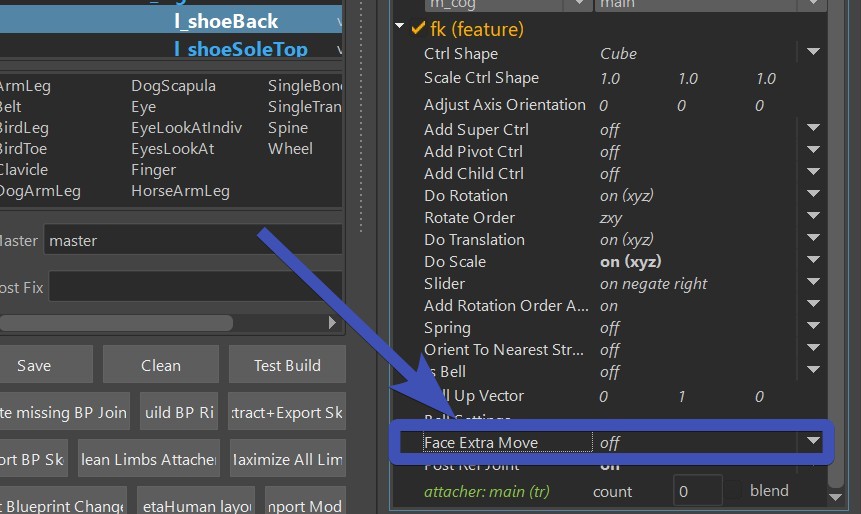 l_shoeBack
l_shoeSoleTop
ArmLeg DogScapula SingleBon
Belt Eye SingleTran
BirdLeg EyeLookAtIndiv Spine
BirdToe EyesLookAt Wheel
Clavicle Finger
DogArmLeg HorseArmLeg
Master master
ost Fix
Save Clean Test Build
te missing BP Join uild BP Ri :tract+Export Sk
ort BP Sk lean Limbs Attache Iaximize All Lim
t Blueprint Change etaHuman layou nport Mod
m_cog main
fk (feature)
Ctrl Shape Cube
Scale Ctrl Shape 1.0 1.0 1.0
Adjust Axis Orientation 0 0 0
Add Super Ctrl off
Add Pivot Ctrl off
Add Child Ctrl off
Do Rotation on (xyz)
Rotate Order zxy
Do Translation on (xyz)
Do Scale on (xyz)
Slider on negate right
Add Rotation Order A... on
Spring off
Orient To Nearest Str... off
s Bell off
ll Up Vector 0 1 0
Bell Settings
Face Extra Move off
Post Ref Joint on
attacher: main (tr) count 0 blend